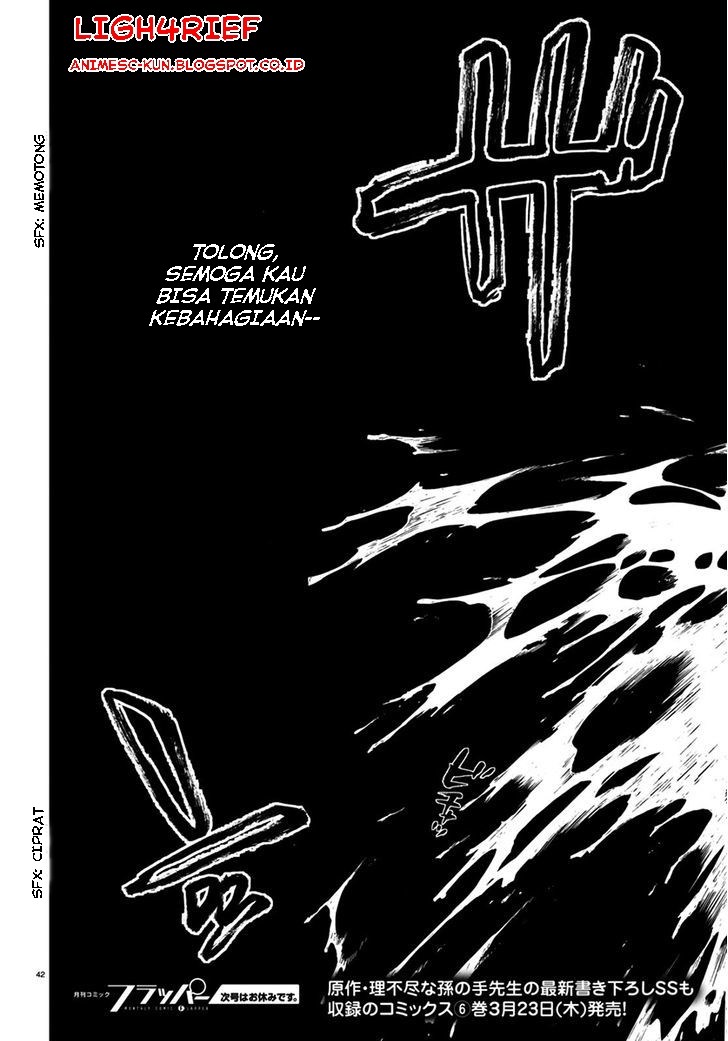 LIGH4RIEF
ANIMESC-KUN.BLOGSPOT.CO.ID
SFX: MEMOTONG
TOLONG,
SEMOGA KAU
BISA TEMUKAN
KEBAHAGIAAN--
SFX: CIPRAT
42
月刊コミック
フラッパー
MONTHLY COMIC FLAPPER
次号はお休みです。
原作・理不尽な孫の手先生の最新書き下ろしSSも
収録のコミックス⑥巻3月23日(木)発売!